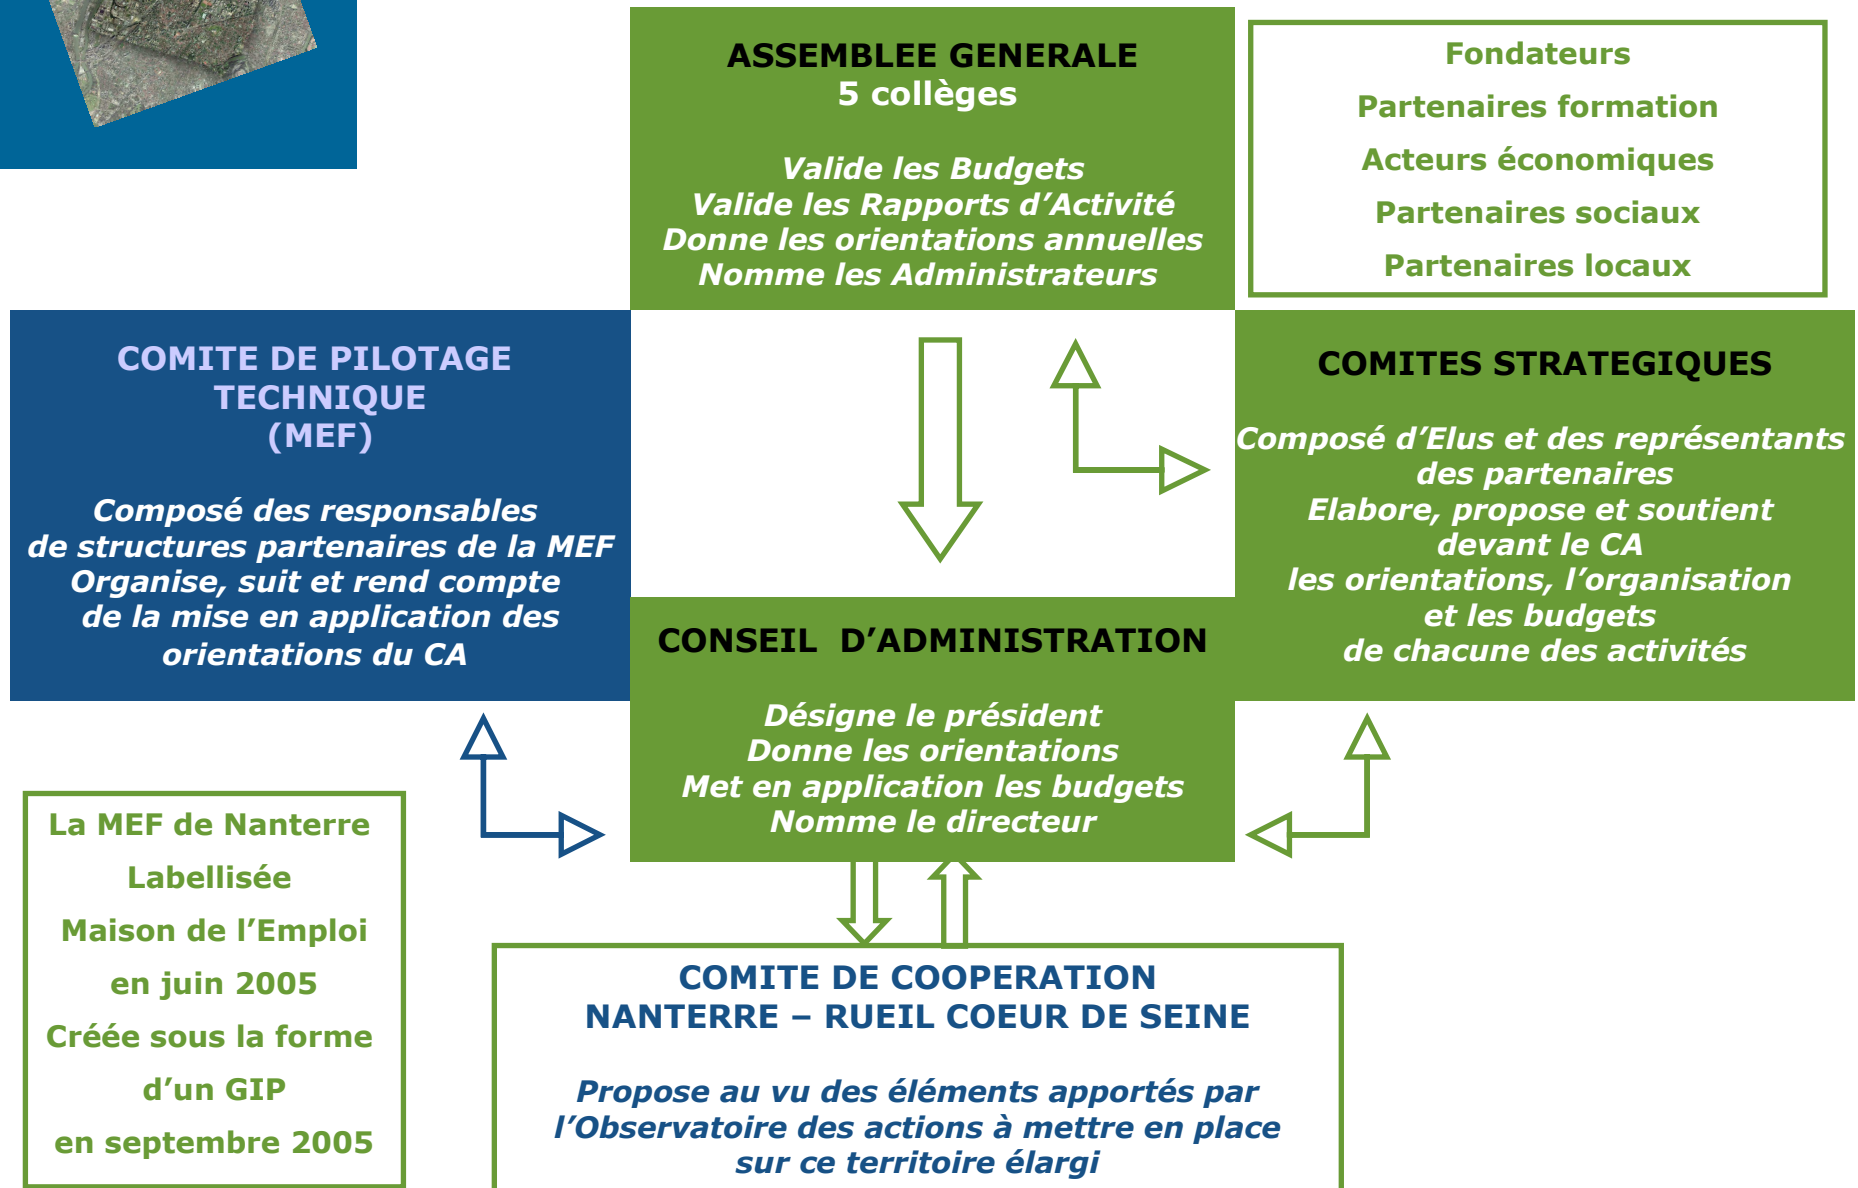 ASSEMBLEE GENERALE
5 collèges
Valide les Budgets
Valide les Rapports d’Activité
Donne les orientations annuelles
Nomme les Administrateurs
Fondateurs
Partenaires formation
Acteurs économiques
Partenaires sociaux
Partenaires locaux
COMITE DE PILOTAGE
TECHNIQUE
(MEF)
Composé des responsables
de structures partenaires de la MEF
Organise, suit et rend compte
de la mise en application des
orientations du CA
COMITES STRATEGIQUES
Composé d’Elus et des représentants
des partenaires
Elabore, propose et soutient
devant le CA
les orientations, l’organisation
et les budgets
de chacune des activités
CONSEIL D’ADMINISTRATION
Désigne le président
Donne les orientations
Met en application les budgets
Nomme le directeur
La MEF de Nanterre
Labellisée
Maison de l’Emploi
en juin 2005
Créée sous la forme
d’un GIP
en septembre 2005
COMITE DE COOPERATION
NANTERRE – RUEIL COEUR DE SEINE
Propose au vu des éléments apportés par
l’Observatoire des actions à mettre en place
sur ce territoire élargi